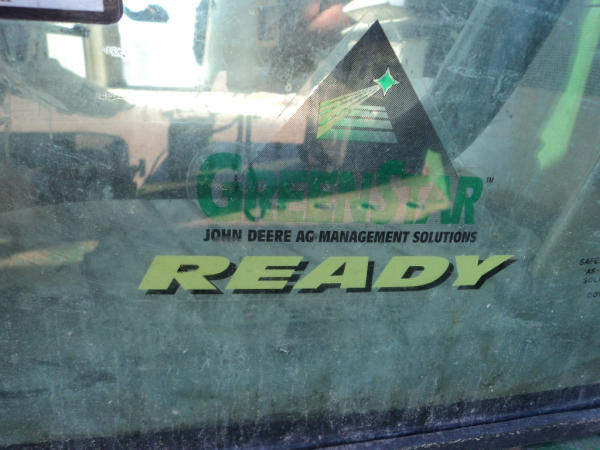 GREENSTAR™
JOHN DEERE AG MANAGEMENT SOLUTIONS
READY